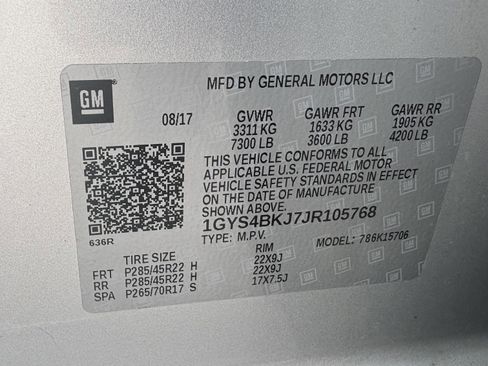 GM
MFD BY GENERAL MOTORS LLC
08/17 GVWR GAWR FRT GAWR RR
3311 KG 1633 KG 1905 KG
7300 LB 3600 LB 4200 LB
THIS VEHICLE CONFORMS TO ALL
APPLICABLE U.S. FEDERAL MOTOR
VEHICLE SAFETY STANDARDS IN EFFECT
ON THE DATE OF MANUFACTURE
SHOWN ABOVE.
1GYS4BKJ7JR105768
636R
TYPE: M.P.V. MODEL: 786K15706
TIRE SIZE RIM
FRT P285/45R22 H 22X9J
RR P285/45R22 H 22X9J
SPA P265/70R17 S 17X7.5J